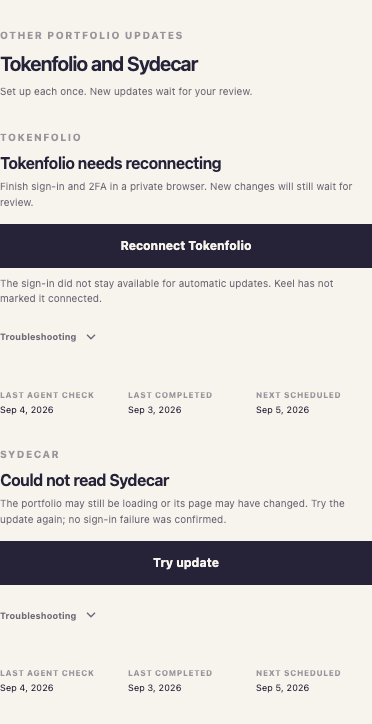 OTHER PORTFOLIO UPDATES
Tokenfolio and Sydecar
Set up each once. New updates wait for your review.
TOKENFOLIO
Tokenfolio needs reconnecting
Finish sign-in and 2FA in a private browser. New changes will still wait for
review.
Reconnect Tokenfolio
The sign-in did not stay available for automatic updates. Keel has not
marked it connected.
Troubleshooting
LAST AGENT CHECK LAST COMPLETED NEXT SCHEDULED
Sep 4, 2026 Sep 3, 2026 Sep 5, 2026
SYDECAR
Could not read Sydecar
The portfolio may still be loading or its page may have changed. Try the
update again; no sign-in failure was confirmed.
Try update
Troubleshooting
LAST AGENT CHECK LAST COMPLETED NEXT SCHEDULED
Sep 4, 2026 Sep 3, 2026 Sep 5, 2026